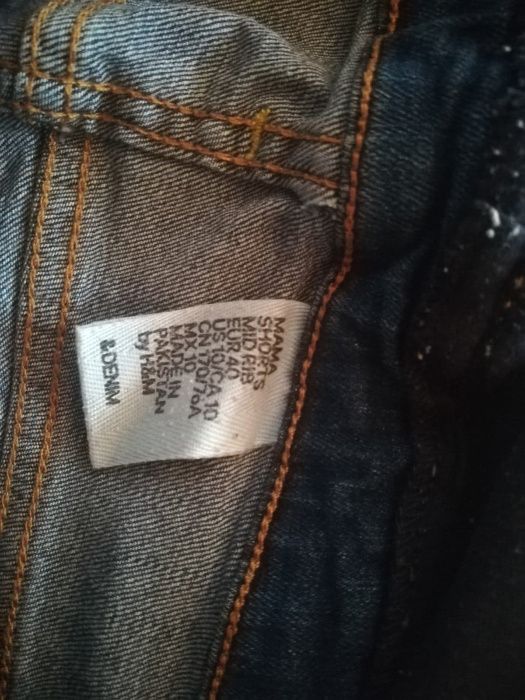 MAMA
SHORTS
MID RIB
EUR 40
US 10/CA 10
CN 170/76A
MX 10
MADE IN
PAKISTAN
by H&M
&DENIM